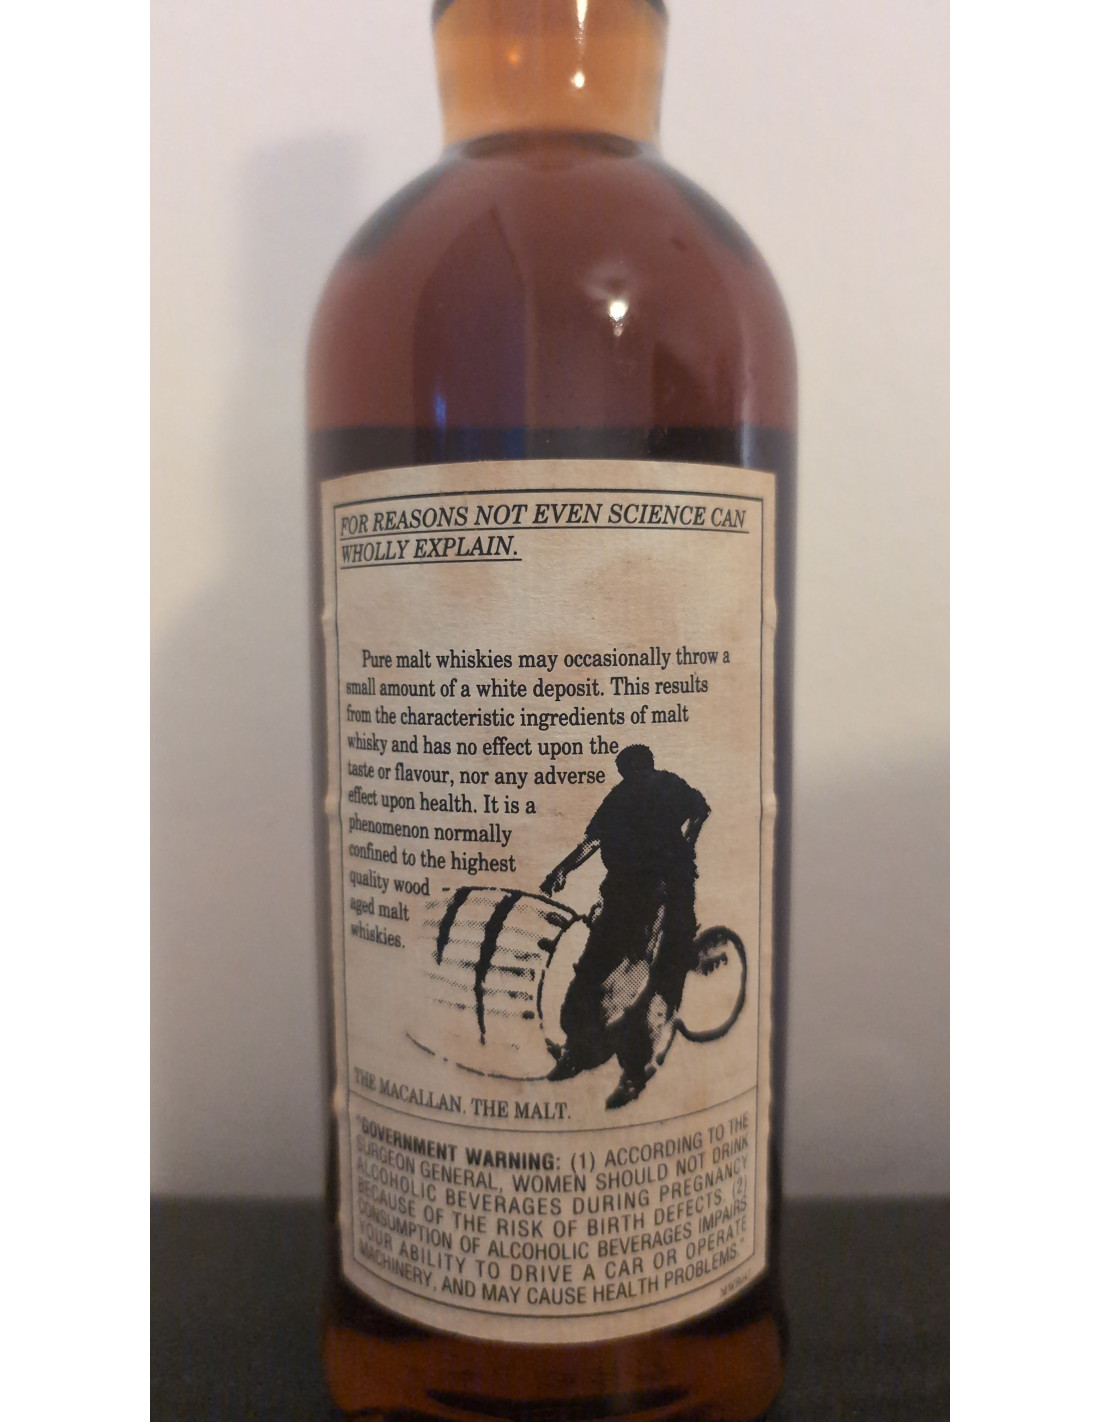 FOR REASONS NOT EVEN SCIENCE CAN
WHOLLY EXPLAIN.
Pure malt whiskies may occasionally throw a
small amount of a white deposit. This results
from the characteristic ingredients of malt
whisky and has no effect upon the
taste or flavour, nor any adverse
effect upon health. It is a
phenomenon normally
confined to the highest
quality wood
aged malt
whiskies.
THE MACALLAN. THE MALT.
"GOVERNMENT WARNING: (1) ACCORDING TO THE
SURGEON GENERAL, WOMEN SHOULD NOT DRINK
ALCOHOLIC BEVERAGES DURING PREGNANCY
BECAUSE OF THE RISK OF BIRTH DEFECTS. (2)
CONSUMPTION OF ALCOHOLIC BEVERAGES IMPAIRS
YOUR ABILITY TO DRIVE A CAR OR OPERATE
MACHINERY, AND MAY CAUSE HEALTH PROBLEMS."